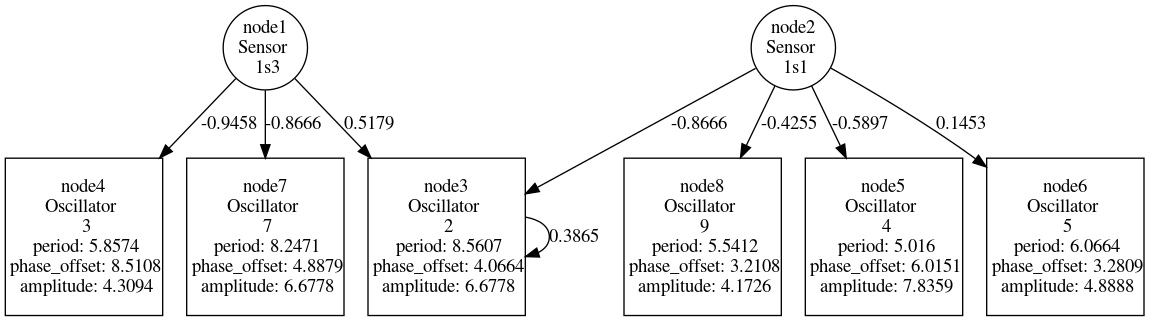 node1
Sensor
1s3
node2
Sensor
1s1
-0.9458
-0.8666
0.5179
-0.8666
-0.4255
-0.5897
0.1453
node4
Oscillator
3
period: 5.8574
phase_offset: 8.5108
amplitude: 4.3094
node7
Oscillator
7
period: 8.2471
phase_offset: 4.8879
amplitude: 6.6778
node3
Oscillator
2
period: 8.5607
phase_offset: 4.0664
amplitude: 6.6778
0.3865
node8
Oscillator
9
period: 5.5412
phase_offset: 3.2108
amplitude: 4.1726
node5
Oscillator
4
period: 5.016
phase_offset: 6.0151
amplitude: 7.8359
node6
Oscillator
5
period: 6.0664
phase_offset: 3.2809
amplitude: 4.8888